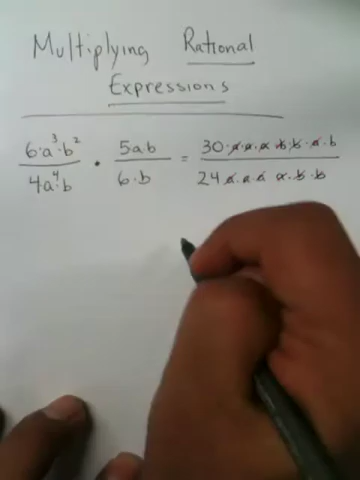 Multiplying Rational
Expressions
6·a³·b² / 4a⁴·b • 5a·b / 6·b = 30·a·a·a·b·b·a·b / 24 a·a·a a·b·b